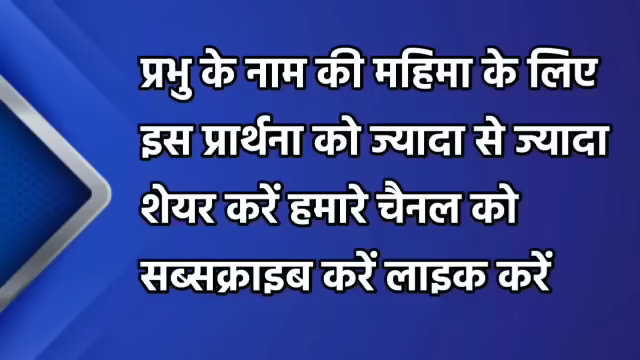 प्रभु के नाम की महिमा के लिए
इस प्रार्थना को ज्यादा से ज्यादा
शेयर करें हमारे चैनल को
सब्सक्राइब करें लाइक करें